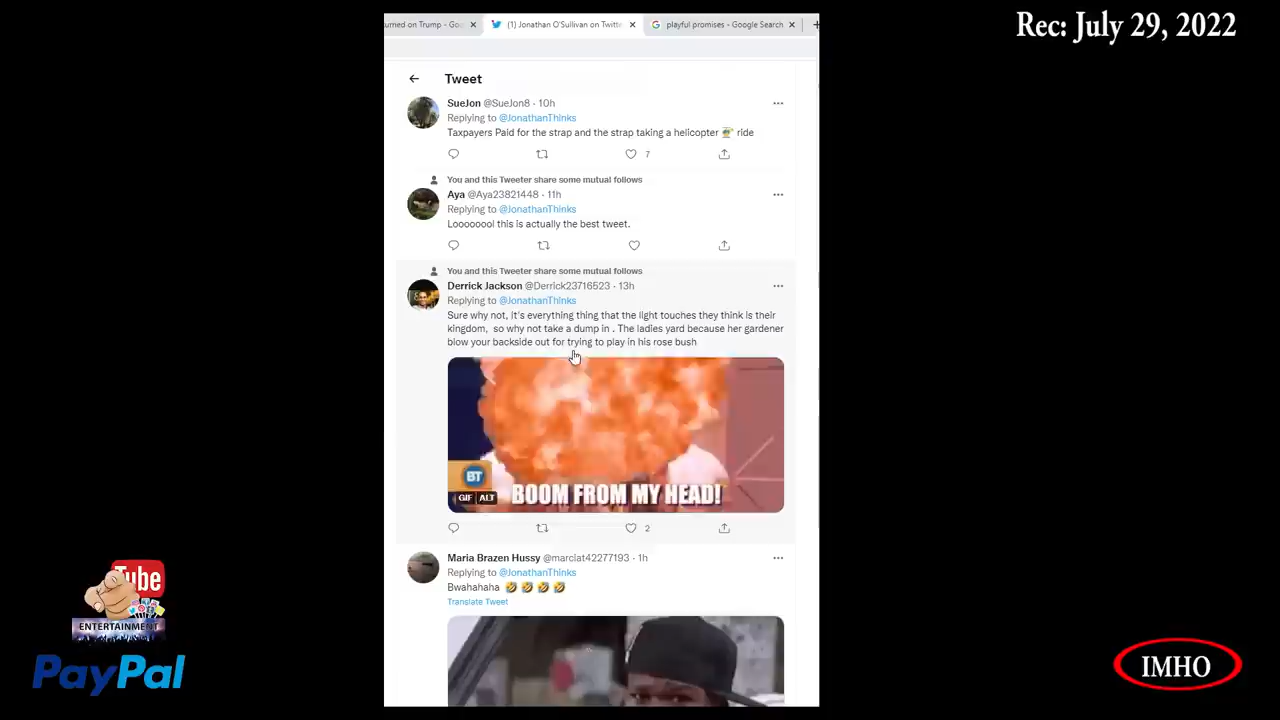 Rec: July 29, 2022
urned on Trump - Goo
(1) Jonathan O'Sullivan on Twitte
playful promises - Google Search
Tweet
SueJon @SueJon8 · 10h
Replying to @JonathanThinks
Taxpayers Paid for the strap and the strap taking a helicopter 🚁 ride
7
You and this Tweeter share some mutual follows
Aya @Aya23821448 · 11h
Replying to @JonathanThinks
Loooooool this is actually the best tweet.
You and this Tweeter share some mutual follows
Derrick Jackson @Derrick23716523 · 13h
Replying to @JonathanThinks
Sure why not, it's everything thing that the light touches they think is their
kingdom, so why not take a dump in . The ladies yard because her gardener
blow your backside out for trying to play in his rose bush
BT
GIF ALT
BOOM FROM MY HEAD!
2
Maria Brazen Hussy @marciat42277193 · 1h
Replying to @JonathanThinks
Bwahahaha 🤣 🤣 🤣 🤣
Translate Tweet
Tube
ENTERTAINMENT
PayPal
IMHO